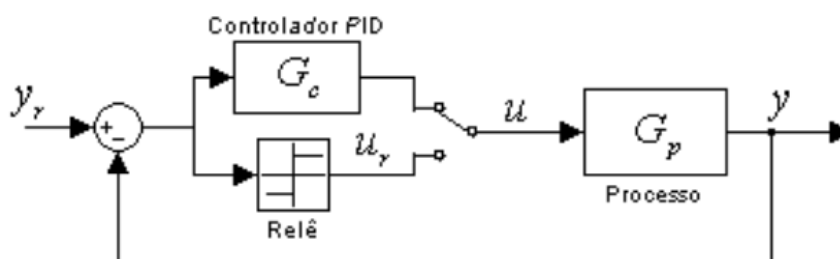 Controlador PID
G_c
y_r
+
−
u_r
Relê
u
G_p
Processo
y